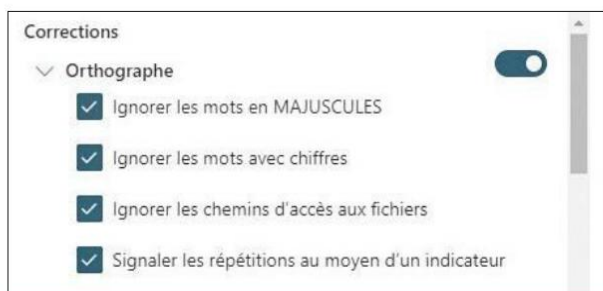 Corrections
Orthographe
Ignorer les mots en MAJUSCULES
Ignorer les mots avec chiffres
Ignorer les chemins d'accès aux fichiers
Signaler les répétitions au moyen d'un indicateur